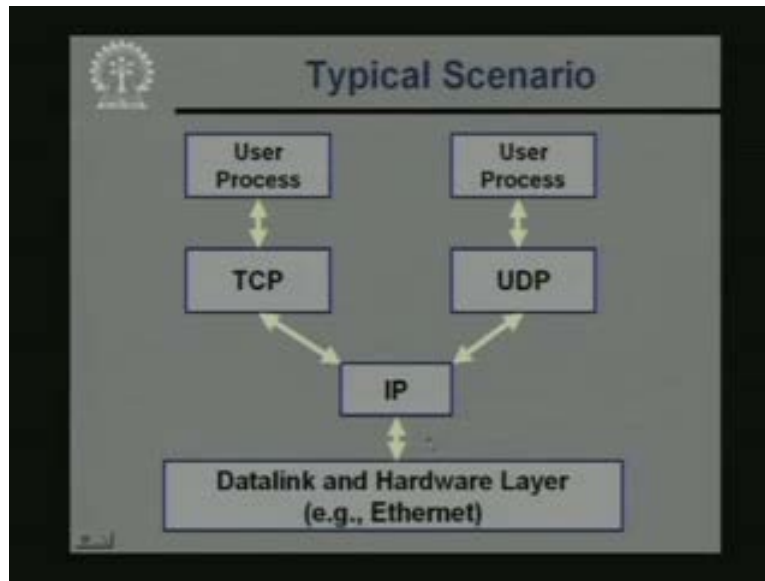 Typical Scenario
User
Process
User
Process
TCP
UDP
IP
Datalink and Hardware Layer
(e.g., Ethernet)